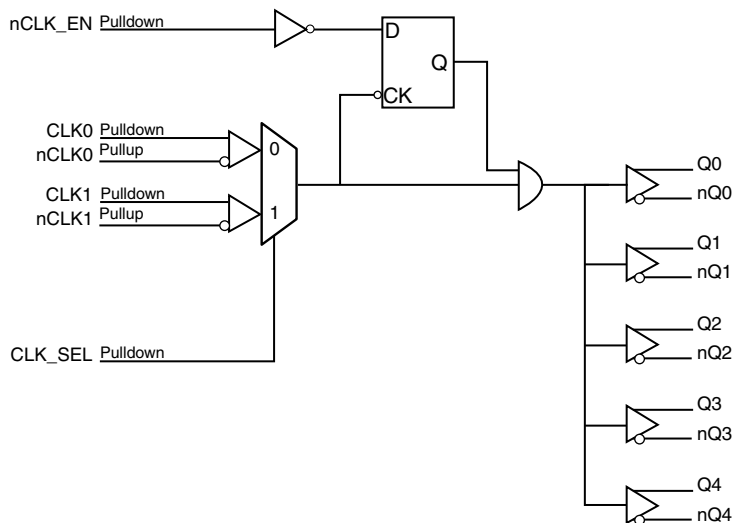 nCLK_EN Pulldown
D
Q
CK
CLK0 Pulldown
nCLK0 Pullup
0
CLK1 Pulldown
nCLK1 Pullup
1
CLK_SEL Pulldown
Q0
nQ0
Q1
nQ1
Q2
nQ2
Q3
nQ3
Q4
nQ4